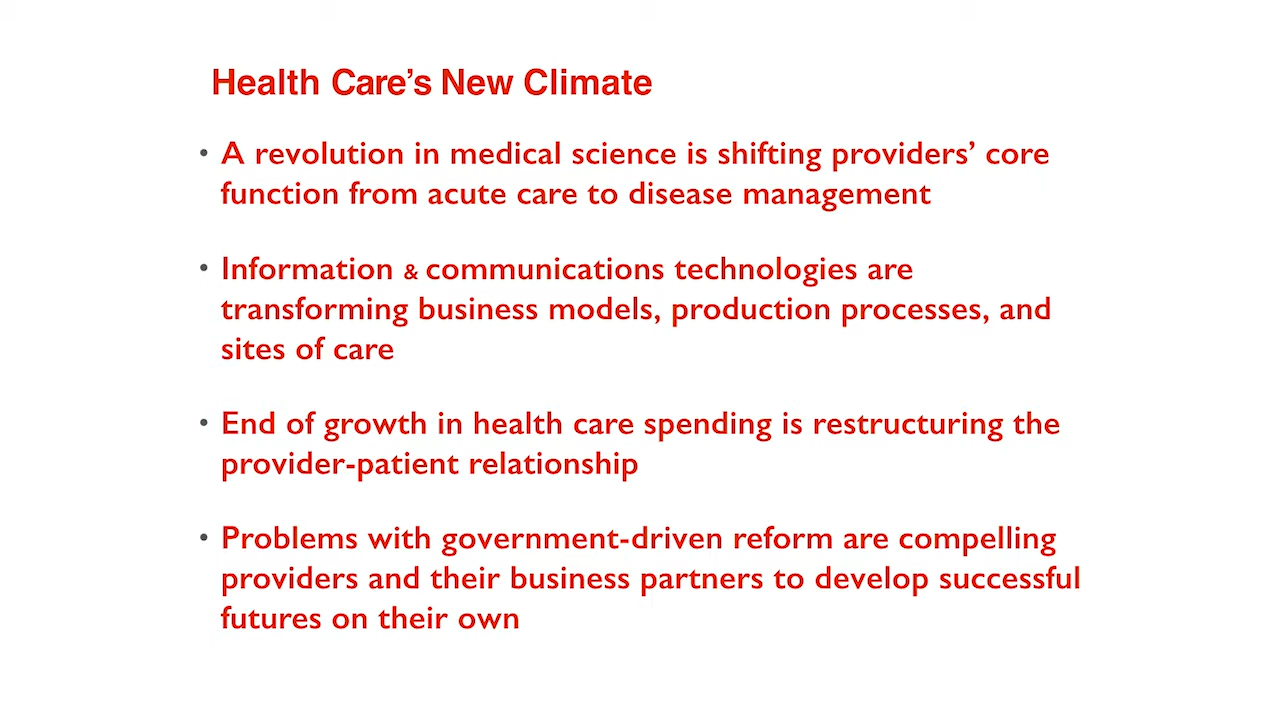 Health Care’s New Climate
• A revolution in medical science is shifting providers’ core
function from acute care to disease management
• Information & communications technologies are
transforming business models, production processes, and
sites of care
• End of growth in health care spending is restructuring the
provider-patient relationship
• Problems with government-driven reform are compelling
providers and their business partners to develop successful
futures on their own